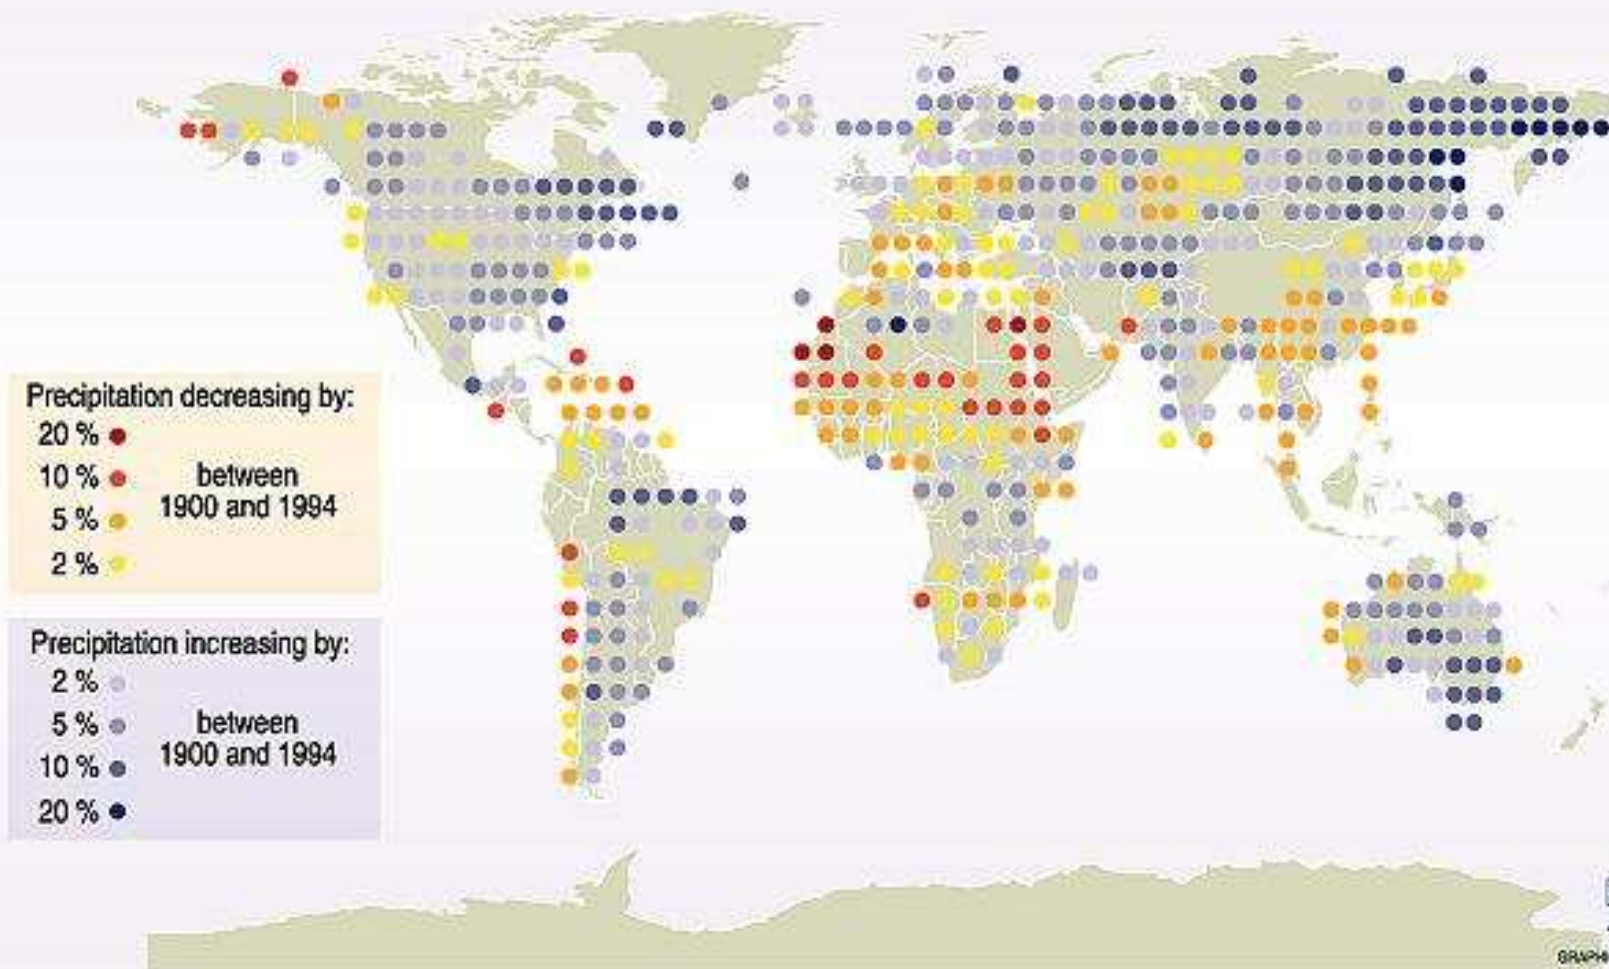 Precipitation decreasing by:
20 %
10 %
between
1900 and 1994
5 %
2 %
Precipitation increasing by:
2 %
5 %
between
1900 and 1994
10 %
20 %